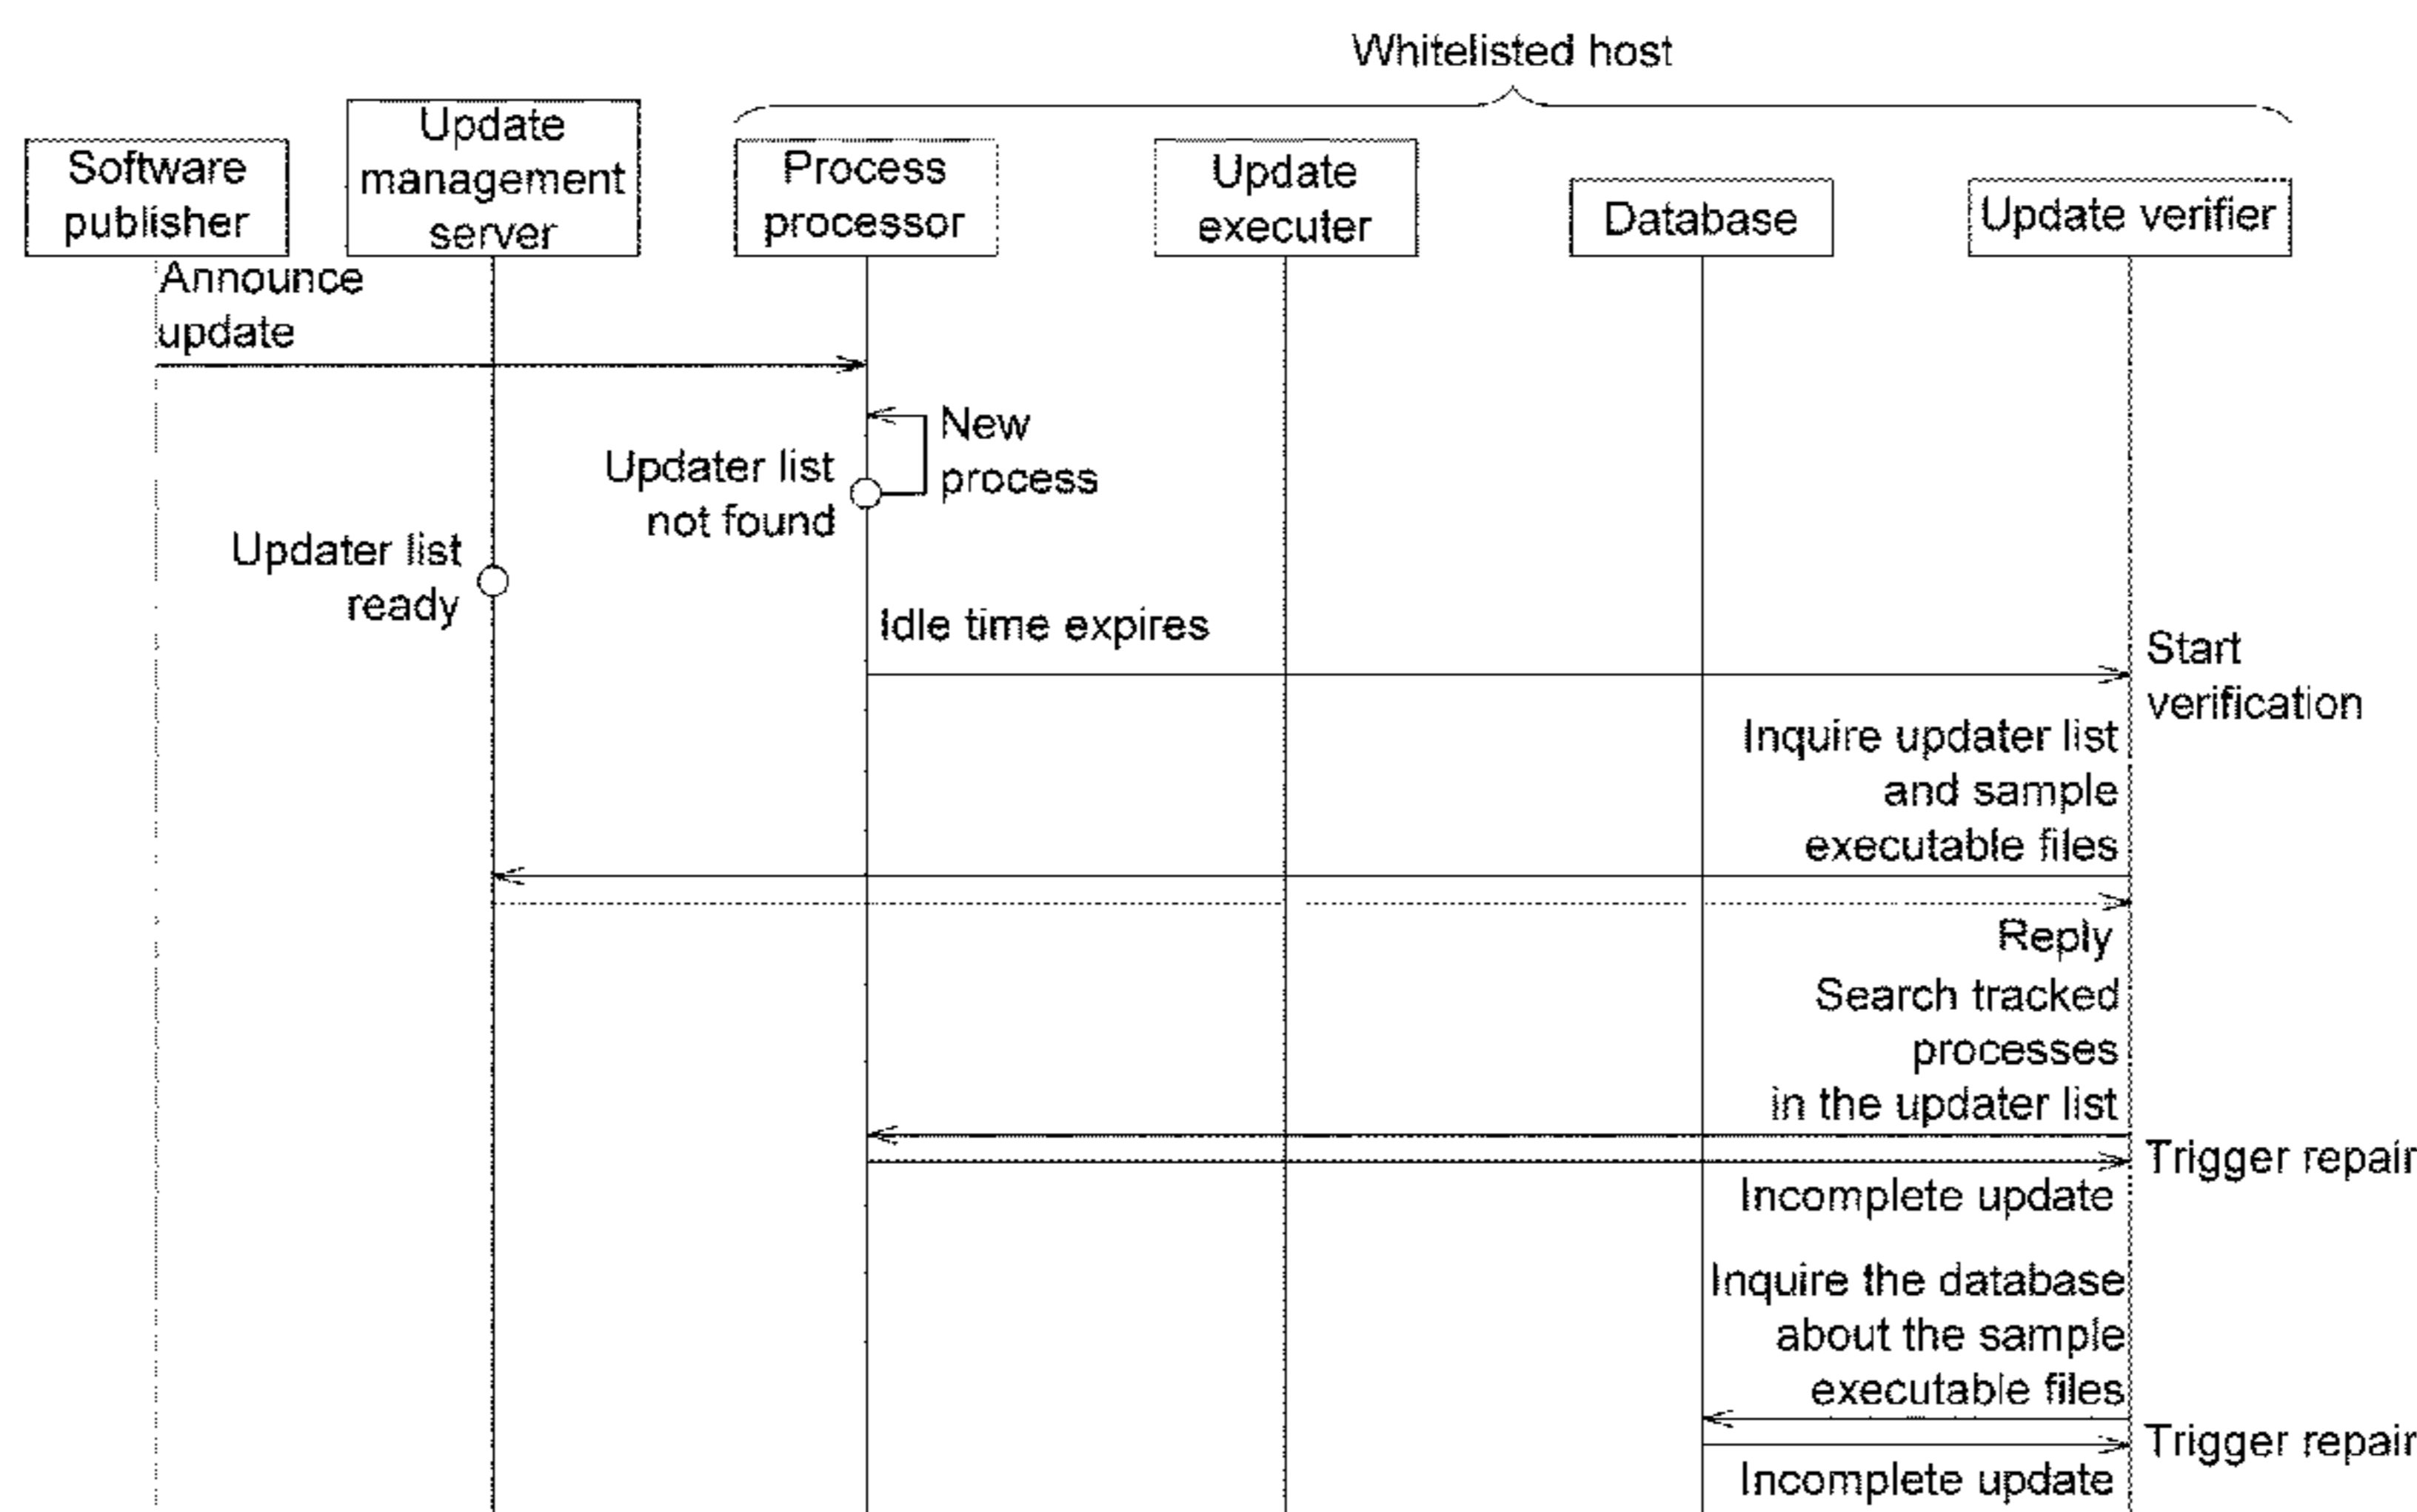 Whitelisted host
Software
publisher
Update
management
server
Process
processor
Update
executer
Database
Update verifier
Announce
update
New
process
Updater list
not found
Updater list
ready
Idle time expires
Start
verification
Inquire updater list
and sample
executable files
Reply
Search tracked
processes
in the updater list
Trigger repair
Incomplete update
Inquire the database
about the sample
executable files
Trigger repair
Incomplete update